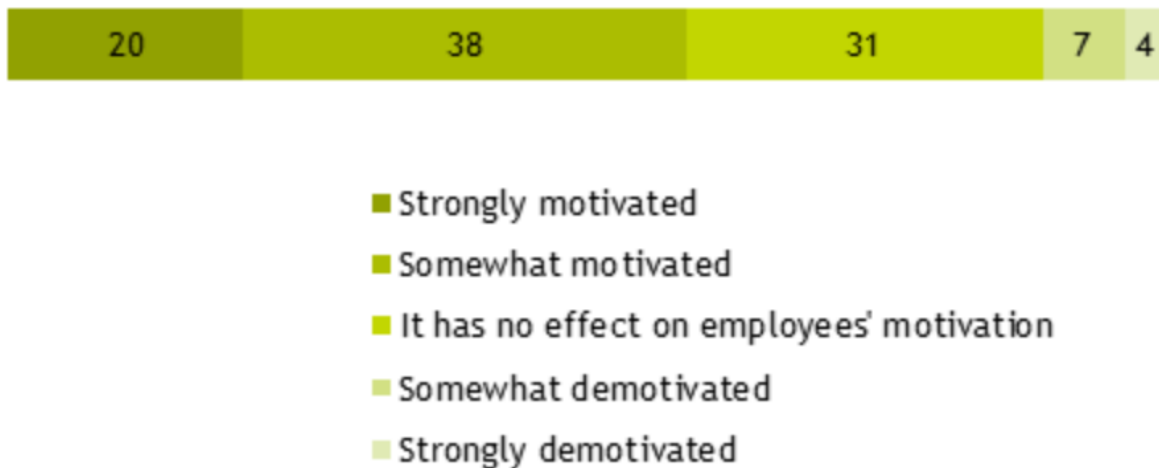 20 38 31 7 4
Strongly motivated
Somewhat motivated
It has no effect on employees' motivation
Somewhat demotivated
Strongly demotivated